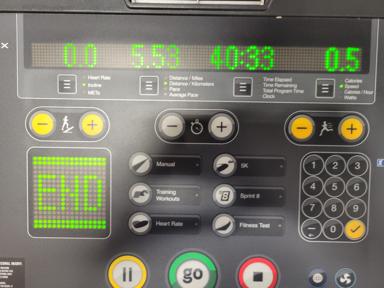 0.0 5.53 40:33 0.5
Heart Rate
Incline
METs
Distance / Miles
Distance / Kilometers
Pace
Average Pace
Time Elapsed
Time Remaining
Total Program Time
Clock
Calories
Speed
Calories / Hour
Watts
END
Manual
5K
Training
Workouts
Sprint 8
Heart Rate
Fitness Test
1 2 3
4 5 6
7 8 9
0
go